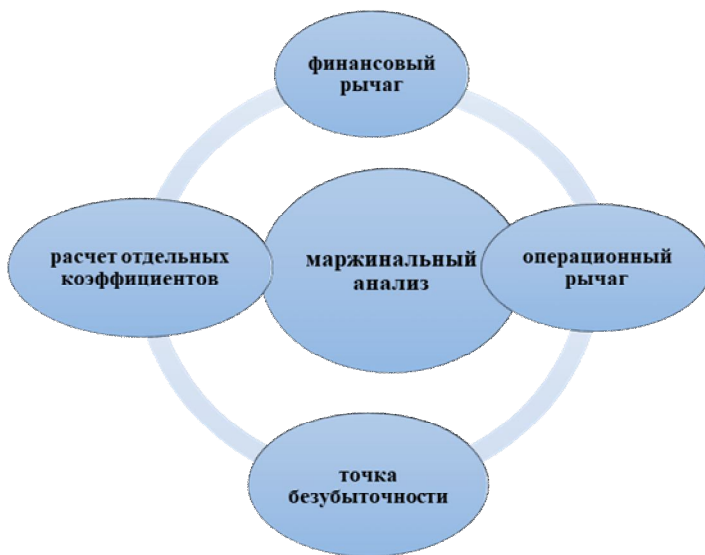 финансовый
рычаг
расчет отдельных
коэффициентов
маржинальный
анализ
операционный
рычаг
точка
безубыточности